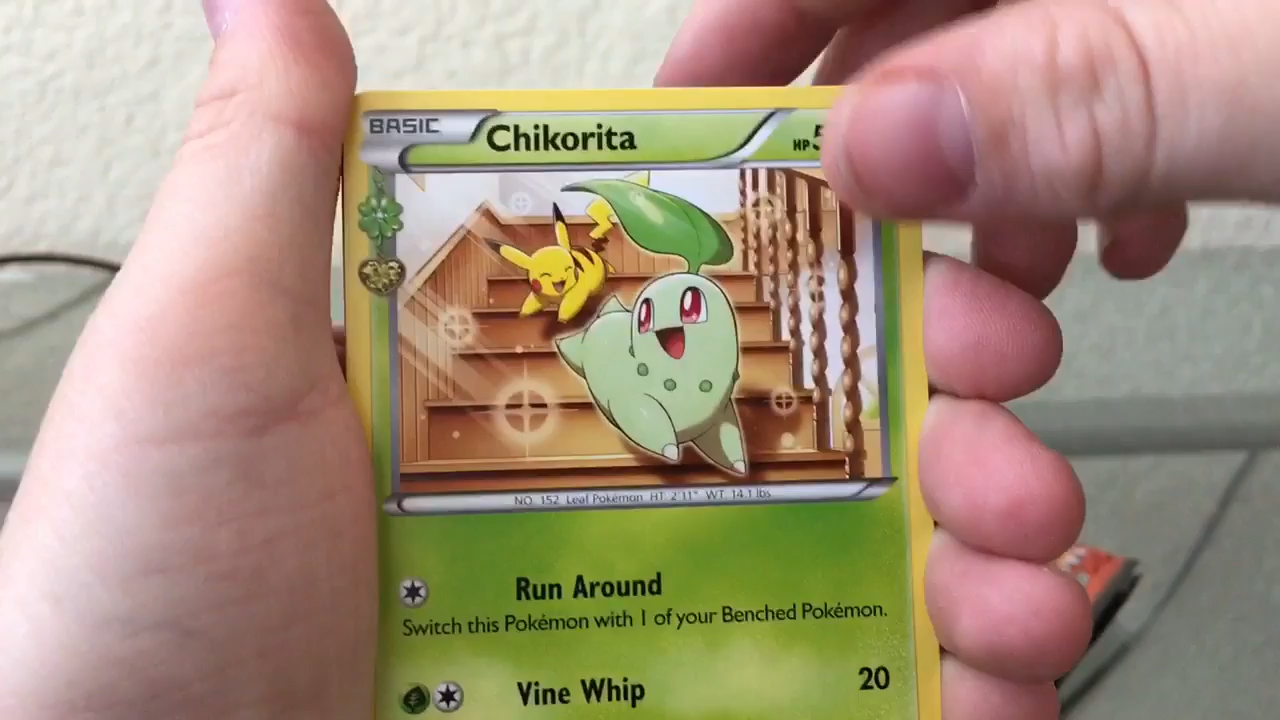 BASIC Chikorita HP
NO. 152 Leaf Pokémon HT 2'11" WT 14.1 lbs
Run Around
Switch this Pokémon with 1 of your Benched Pokémon.
Vine Whip 20